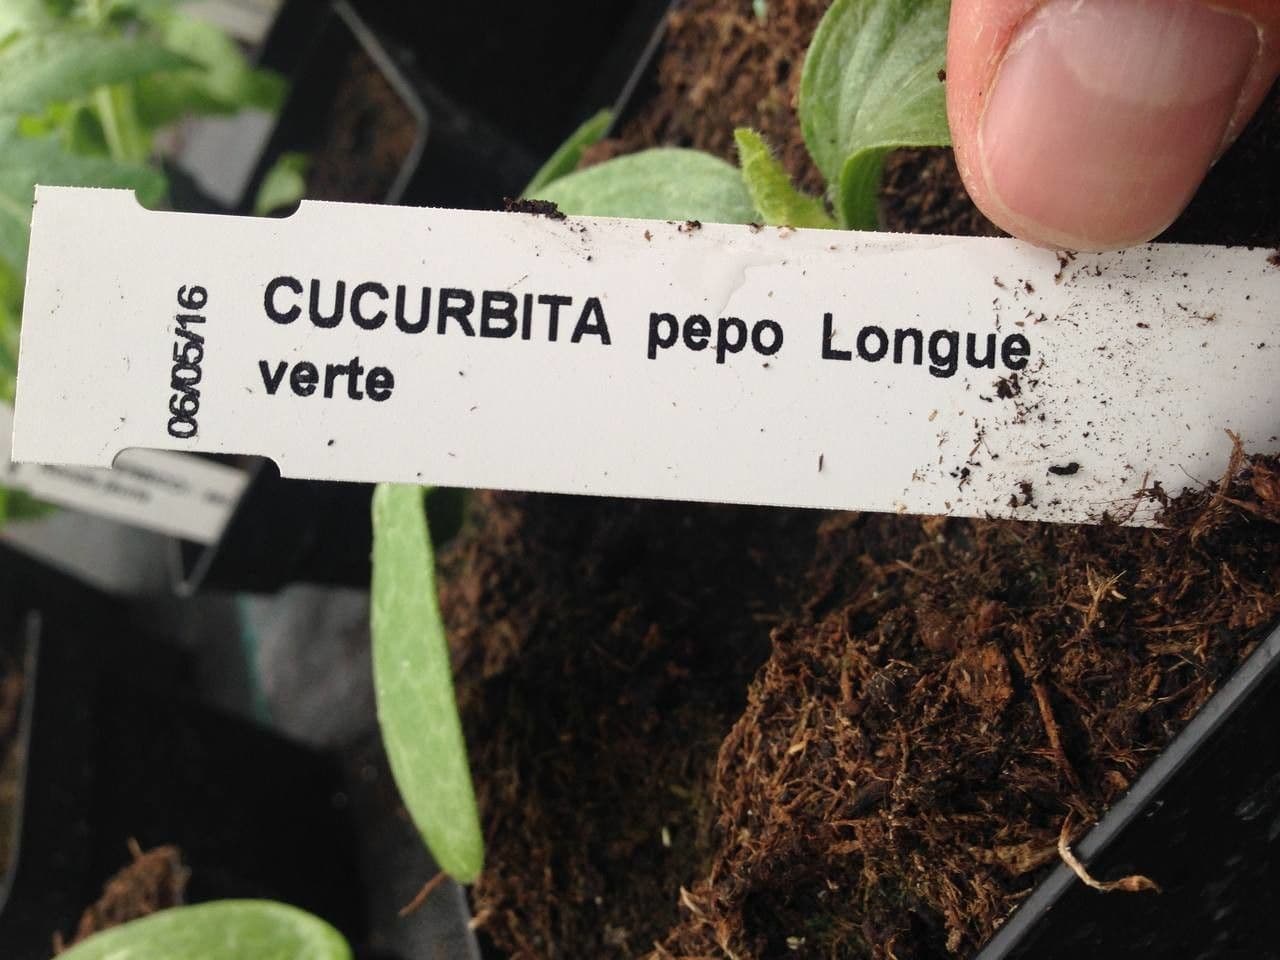 06/05/16
CUCURBITA pepo Longue
verte